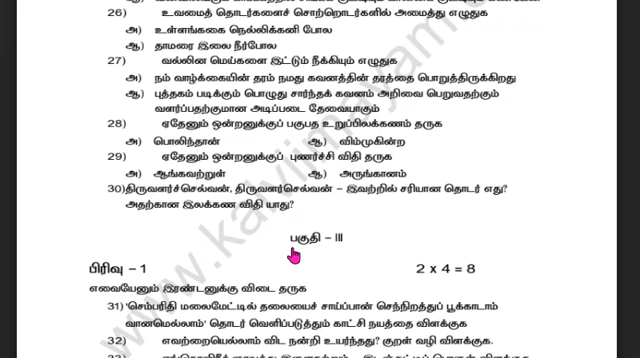 26) உவமைத் தொடர்களைச் சொற்றொடர்களில் அமைத்து எழுதுக
அ) உள்ளங்கை நெல்லிக்கனி போல
ஆ) தாமரை இலை நீர்போல
27) வல்லின மெய்களை இட்டும் நீக்கியும் எழுதுக
அ) நம் வாழ்க்கையின் தரம் நமது கவனத்தின் தரத்தை பொறுத்திருக்கிறது
ஆ) புத்தகம் படிக்கும் பொழுது சார்ந்தக் கவனம் அறிவை பெறுவதற்கும்
வளர்ப்பதற்குமான அடிப்படை தேவையாகும்
28) ஏதேனும் ஒன்றனுக்குப் பகுபத உறுப்பிலக்கணம் தருக
அ) பொலிந்தான் ஆ) விம்முகின்ற
29) ஏதேனும் ஒன்றனுக்குப் புணர்ச்சி விதி தருக
அ) ஆங்கவற்றுள் ஆ) அருங்கானம்
30)திருவளர்ச்செல்வன், திருவளர்செல்வன் – இவற்றில் சரியான தொடர் எது?
அதற்கான இலக்கண விதி யாது?
பகுதி – III
பிரிவு – 1 2 x 4 = 8
எவையேனும் இரண்டனுக்கு விடை தருக
31) 'செம்பரிதி மலைமேட்டில் தலையைச் சாய்ப்பான் செந்நிறத்துப் பூக்காடாம்
வானமெல்லாம்' தொடர் வெளிப்படுத்தும் காட்சி நயத்தை விளக்குக
32) எவற்றையெல்லாம் விட நன்றி உயர்ந்தது? குறள் வழி விளக்குக.